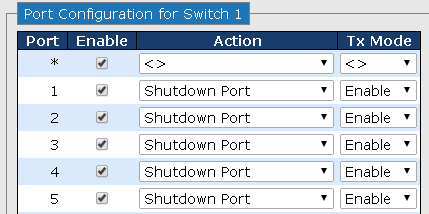 Port Configuration for Switch 1
Port Enable Action Tx Mode
* <> <>
1 Shutdown Port Enable
2 Shutdown Port Enable
3 Shutdown Port Enable
4 Shutdown Port Enable
5 Shutdown Port Enable